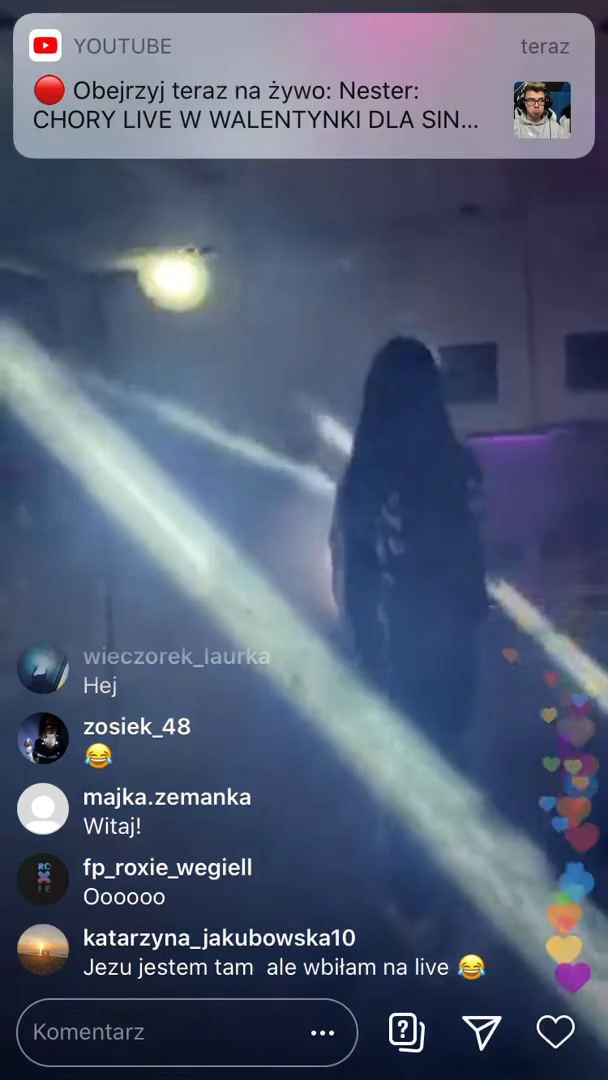 YOUTUBE
teraz
🔴 Obejrzyj teraz na żywo: Nester:
CHORY LIVE W WALENTYNKI DLA SIN...
wieczorek_laurka
Hej
zosiek_48
😂
majka.zemanka
Witaj!
fp_roxie_wegiell
Oooooo
katarzyna_jakubowska10
Jezu jestem tam  ale wbiłam na live 😂
Komentarz